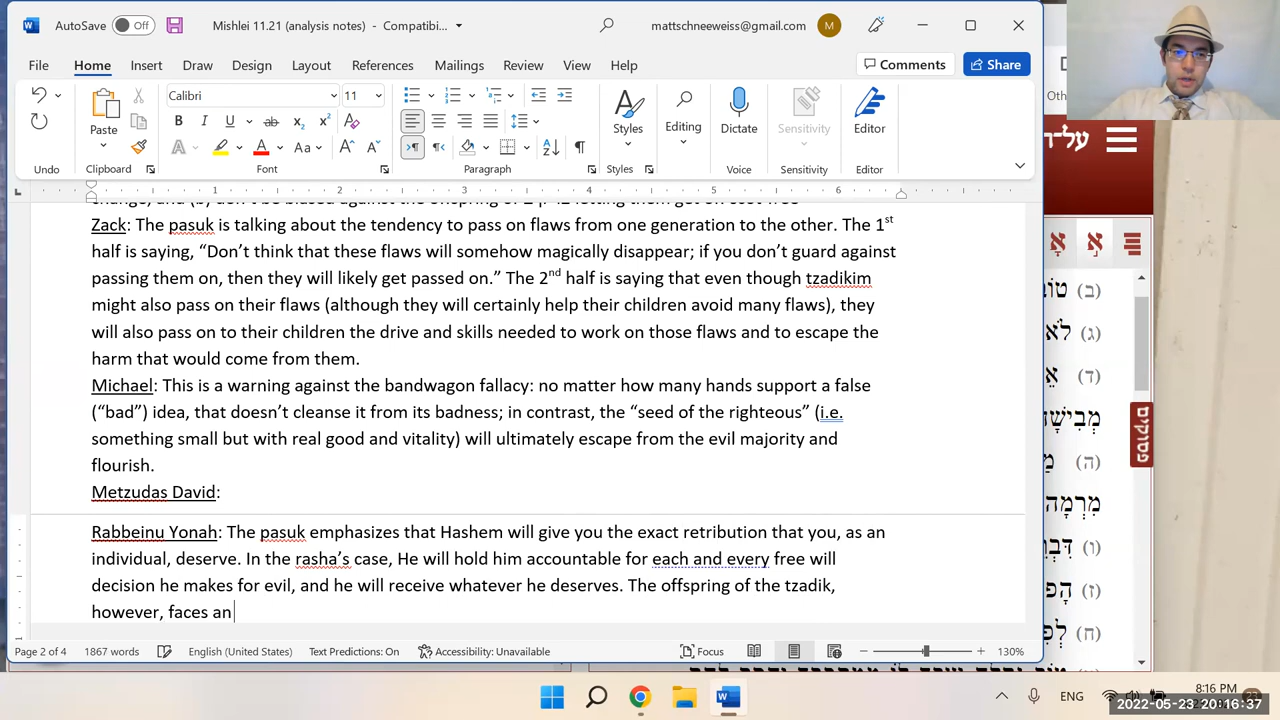 AutoSave Off Mishlei 11.21 (analysis notes) - Compatibi... mattschneeweiss@gmail.com M
File Home Insert Draw Design Layout References Mailings Review View Help Comments Share
Calibri 11
Paste Styles Editing Dictate Sensitivity Editor
Undo Clipboard Font Paragraph Styles Voice Sensitivity Editor
1 2 3 4 5 6
Zack: The pasuk is talking about the tendency to pass on flaws from one generation to the other. The 1st
half is saying, “Don’t think that these flaws will somehow magically disappear; if you don’t guard against
passing them on, then they will likely get passed on.” The 2nd half is saying that even though tzadikim
might also pass on their flaws (although they will certainly help their children avoid many flaws), they
will also pass on to their children the drive and skills needed to work on those flaws and to escape the
harm that would come from them.
Michael: This is a warning against the bandwagon fallacy: no matter how many hands support a false
(“bad”) idea, that doesn’t cleanse it from its badness; in contrast, the “seed of the righteous” (i.e.
something small but with real good and vitality) will ultimately escape from the evil majority and
flourish.
Metzudas David:
Rabbeinu Yonah: The pasuk emphasizes that Hashem will give you the exact retribution that you, as an
individual, deserve. In the rasha’s case, He will hold him accountable for each and every free will
decision he makes for evil, and he will receive whatever he deserves. The offspring of the tzadik,
however, faces an
Page 2 of 4 1867 words English (United States) Text Predictions: On Accessibility: Unavailable Focus 130%
על־ה
(ב)
(ג)
(ד)
מְבִישָׁ
(ה)
מִרְמָה
(ו)
(ז)
(ח)
פסוקים
8:16 PM
ENG
2022-05-23 20:16:37